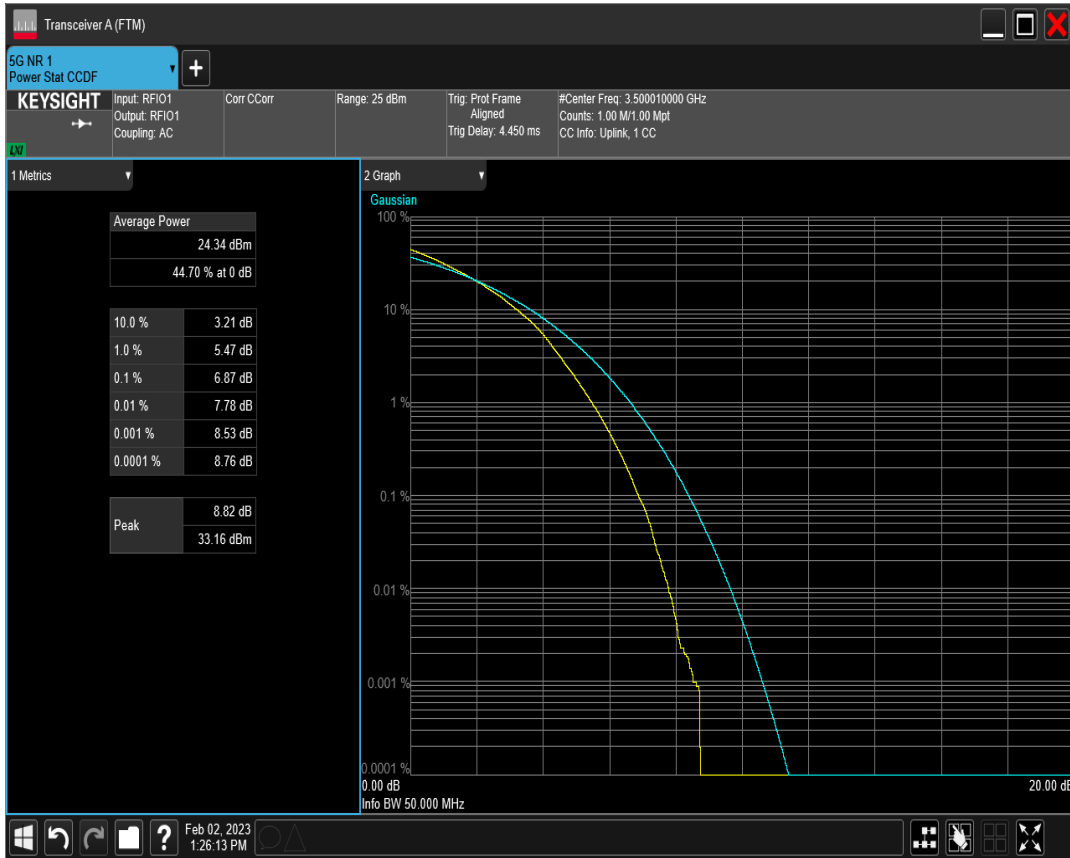 Transceiver A (FTM)
5G NR 1
Power Stat CCDF
KEYSIGHT
LXI
Input: RFIO1
Output: RFIO1
Coupling: AC
Corr CCorr
Range: 25 dBm
Trig: Prot Frame
Aligned
Trig Delay: 4.450 ms
#Center Freq: 3.500010000 GHz
Counts: 1.00 M/1.00 Mpt
CC Info: Uplink, 1 CC
1 Metrics
Average Power
24.34 dBm
44.70 % at 0 dB
10.0 % 3.21 dB
1.0 % 5.47 dB
0.1 % 6.87 dB
0.01 % 7.78 dB
0.001 % 8.53 dB
0.0001 % 8.76 dB
Peak
8.82 dB
33.16 dBm
2 Graph
Gaussian
100 %
10 %
1 %
0.1 %
0.01 %
0.001 %
0.0001 %
0.00 dB 20.00 dB
Info BW 50.000 MHz
?
Feb 02, 2023
1:26:13 PM